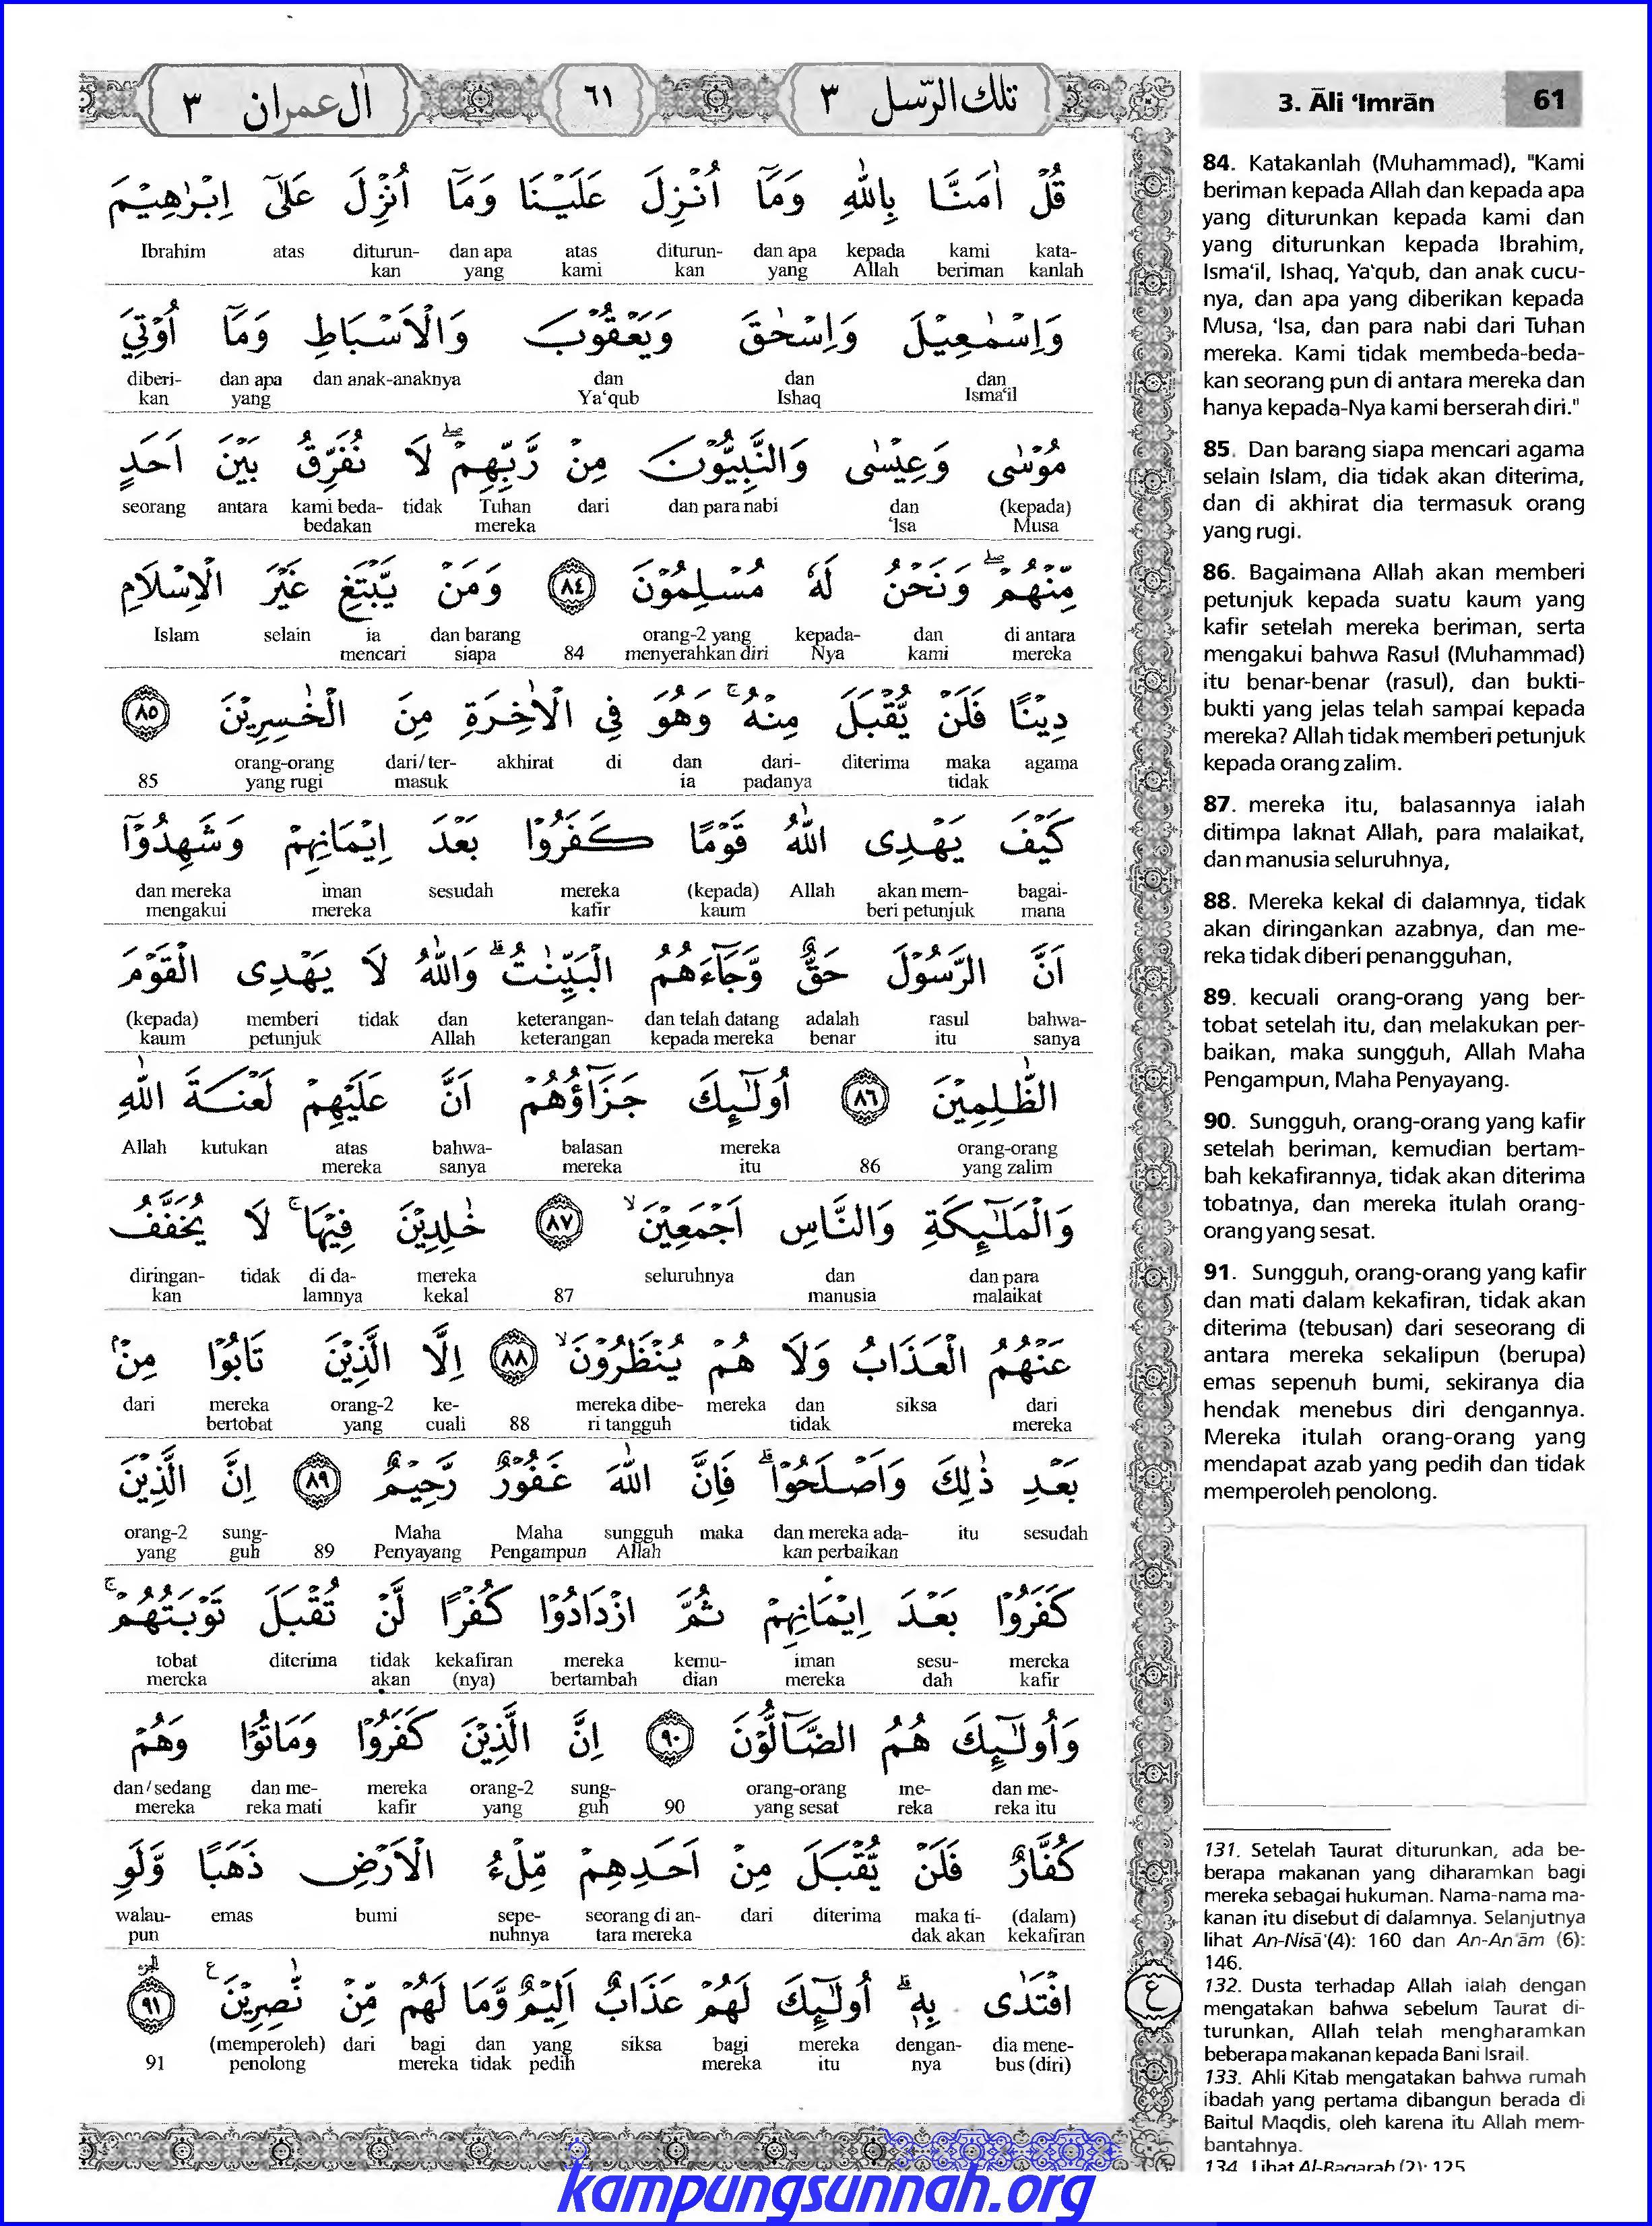 تلك الرّسل ٣
٦١
اٰل عمران ٣
قُلْ اٰمَنَّا بِاللّٰهِ وَمَآ اُنْزِلَ عَلَيْنَا وَمَآ اُنْزِلَ عَلٰٓى اِبْرٰهِيْمَ
Ibrahim atas diturun- dan apa atas diturun- dan apa kepada kami kata-
kan yang kami kan yang Allah beriman kanlah
وَاِسْمٰعِيْلَ وَاِسْحٰقَ وَيَعْقُوْبَ وَالْاَسْبَاطِ وَمَآ اُوْتِيَ
diberi- dan apa dan anak-anaknya dan dan dan
kan yang Ya‘qub Ishaq Isma‘il
مُوْسٰى وَعِيْسٰى وَالنَّبِيُّوْنَ مِنْ رَّبِّهِمْۖ لَا نُفَرِّقُ بَيْنَ اَحَدٍ
seorang antara kami beda- tidak Tuhan dari dan para nabi dan (kepada)
bedakan mereka ‘Isa Musa
مِّنْهُمْۖ وَنَحْنُ لَهٗ مُسْلِمُوْنَ ٨٤ وَمَنْ يَّبْتَغِ غَيْرَ الْاِسْلَامِ
Islam selain ia dan barang orang-2 yang kepada- dan di antara
mencari siapa 84 menyerahkan diri Nya kami mereka
دِيْنًا فَلَنْ يُّقْبَلَ مِنْهُۚ وَهُوَ فِى الْاٰخِرَةِ مِنَ الْخٰسِرِيْنَ ٨٥
orang-orang dari/ter- akhirat di dan dari- diterima maka agama
85 yang rugi masuk ia padanya tidak
كَيْفَ يَهْدِى اللّٰهُ قَوْمًا كَفَرُوْا بَعْدَ اِيْمَانِهِمْ وَشَهِدُوْٓا
dan mereka iman sesudah mereka (kepada) Allah akan mem- bagai-
mengakui mereka kafir kaum beri petunjuk mana
اَنَّ الرَّسُوْلَ حَقٌّ وَّجَآءَهُمُ الْبَيِّنٰتُۗ وَاللّٰهُ لَا يَهْدِى الْقَوْمَ
(kepada) memberi tidak dan keterangan- dan telah datang adalah rasul bahwa-
kaum petunjuk Allah keterangan kepada mereka benar itu sanya
الظّٰلِمِيْنَ ٨٦ اُولٰۤىِٕكَ جَزَاۤؤُهُمْ اَنَّ عَلَيْهِمْ لَعْنَةَ اللّٰهِ
Allah kutukan atas bahwa- balasan mereka orang-orang
mereka sanya mereka itu 86 yang zalim
وَالْمَلٰۤىِٕكَةِ وَالنَّاسِ اَجْمَعِيْنَۙ ٨٧ خٰلِدِيْنَ فِيْهَاۚ لَا يُخَفَّفُ
diringan- tidak di da- mereka seluruhnya dan dan para
kan lamnya kekal 87 manusia malaikat
عَنْهُمُ الْعَذَابُ وَلَا هُمْ يُنْظَرُوْنَۙ ٨٨ اِلَّا الَّذِيْنَ تَابُوْا مِنْۢ
dari mereka orang-2 ke- mereka dibe- mereka dan siksa dari
bertobat yang cuali 88 ri tangguh tidak mereka
بَعْدِ ذٰلِكَ وَاَصْلَحُوْاۗ فَاِنَّ اللّٰهَ غَفُوْرٌ رَّحِيْمٌ ٨٩ اِنَّ الَّذِيْنَ
orang-2 sung- Maha Maha sungguh maka dan mereka ada- itu sesudah
yang guh 89 Penyayang Pengampun Allah kan perbaikan
كَفَرُوْا بَعْدَ اِيْمَانِهِمْ ثُمَّ ازْدَادُوْا كُفْرًا لَّنْ تُقْبَلَ تَوْبَتُهُمْۚ
tobat diterima tidak kekafiran mereka kemu- iman sesu- mereka
mereka akan (nya) bertambah dian mereka dah kafir
وَاُولٰۤىِٕكَ هُمُ الضَّاۤلُّوْنَ ٩٠ اِنَّ الَّذِيْنَ كَفَرُوْا وَمَاتُوْا وَهُمْ
dan/sedang dan me- mereka orang-2 sung- orang-orang me- dan me-
mereka reka mati kafir yang guh 90 yang sesat reka reka itu
كُفَّارٌ فَلَنْ يُّقْبَلَ مِنْ اَحَدِهِمْ مِّلْءُ الْاَرْضِ ذَهَبًا وَّلَوِ
walau- emas bumi sepe- seorang di an- dari diterima maka ti- (dalam)
pun nuhnya tara mereka dak akan kekafiran
افْتَدٰى بِهٖۗ اُولٰۤىِٕكَ لَهُمْ عَذَابٌ اَلِيْمٌ وَّمَا لَهُمْ مِّنْ نّٰصِرِيْنَ ࣖ ٩١
(memperoleh) dari bagi dan yang siksa bagi mereka dengan- dia mene-
91 penolong mereka tidak pedih mereka itu nya bus (diri)
ع
3. Āli ‘Imrān 61
84. Katakanlah (Muhammad), "Kami
beriman kepada Allah dan kepada apa
yang diturunkan kepada kami dan
yang diturunkan kepada Ibrahim,
Isma‘il, Ishaq, Ya‘qub, dan anak cucu-
nya, dan apa yang diberikan kepada
Musa, ‘Isa, dan para nabi dari Tuhan
mereka. Kami tidak membeda-beda-
kan seorang pun di antara mereka dan
hanya kepada-Nya kami berserah diri."
85. Dan barang siapa mencari agama
selain Islam, dia tidak akan diterima,
dan di akhirat dia termasuk orang
yang rugi.
86. Bagaimana Allah akan memberi
petunjuk kepada suatu kaum yang
kafir setelah mereka beriman, serta
mengakui bahwa Rasul (Muhammad)
itu benar-benar (rasul), dan bukti-
bukti yang jelas telah sampai kepada
mereka? Allah tidak memberi petunjuk
kepada orang zalim.
87. mereka itu, balasannya ialah
ditimpa laknat Allah, para malaikat,
dan manusia seluruhnya,
88. Mereka kekal di dalamnya, tidak
akan diringankan azabnya, dan me-
reka tidak diberi penangguhan,
89. kecuali orang-orang yang ber-
tobat setelah itu, dan melakukan per-
baikan, maka sungguh, Allah Maha
Pengampun, Maha Penyayang.
90. Sungguh, orang-orang yang kafir
setelah beriman, kemudian bertam-
bah kekafirannya, tidak akan diterima
tobatnya, dan mereka itulah orang-
orang yang sesat.
91. Sungguh, orang-orang yang kafir
dan mati dalam kekafiran, tidak akan
diterima (tebusan) dari seseorang di
antara mereka sekalipun (berupa)
emas sepenuh bumi, sekiranya dia
hendak menebus diri dengannya.
Mereka itulah orang-orang yang
mendapat azab yang pedih dan tidak
memperoleh penolong.
131. Setelah Taurat diturunkan, ada be-
berapa makanan yang diharamkan bagi
mereka sebagai hukuman. Nama-nama ma-
kanan itu disebut di dalamnya. Selanjutnya
lihat An-Nisā'(4): 160 dan An-An‘ām (6):
146.
132. Dusta terhadap Allah ialah dengan
mengatakan bahwa sebelum Taurat di-
turunkan, Allah telah mengharamkan
beberapa makanan kepada Bani Israil.
133. Ahli Kitab mengatakan bahwa rumah
ibadah yang pertama dibangun berada di
Baitul Maqdis, oleh karena itu Allah mem-
bantahnya.
134. Lihat Al-Baqarah (2): 125
kampungsunnah.org